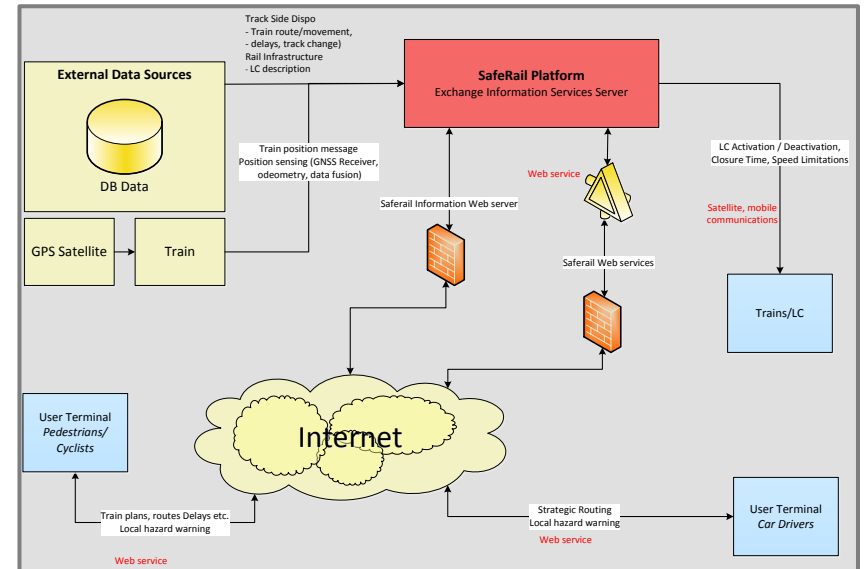 Track Side Dispo
- Train route/movement,
- delays, track change)
Rail Infrastructure
- LC description
External Data Sources
DB Data
SafeRail Platform
Exchange Information Services Server
Train position message
Position sensing (GNSS Receiver,
odeometry, data fusion)
LC Activation / Deactivation,
Closure Time, Speed Limitations
Web service
Saferail Information Web server
Satellite, mobile
communications
GPS Satellite
Train
Saferail Web services
Trains/LC
User Terminal
Pedestrians/
Cyclists
Internet
Train plans, routes Delays etc.
Local hazard warning
Web service
Strategic Routing
Local hazard warning
Web service
User Terminal
Car Drivers